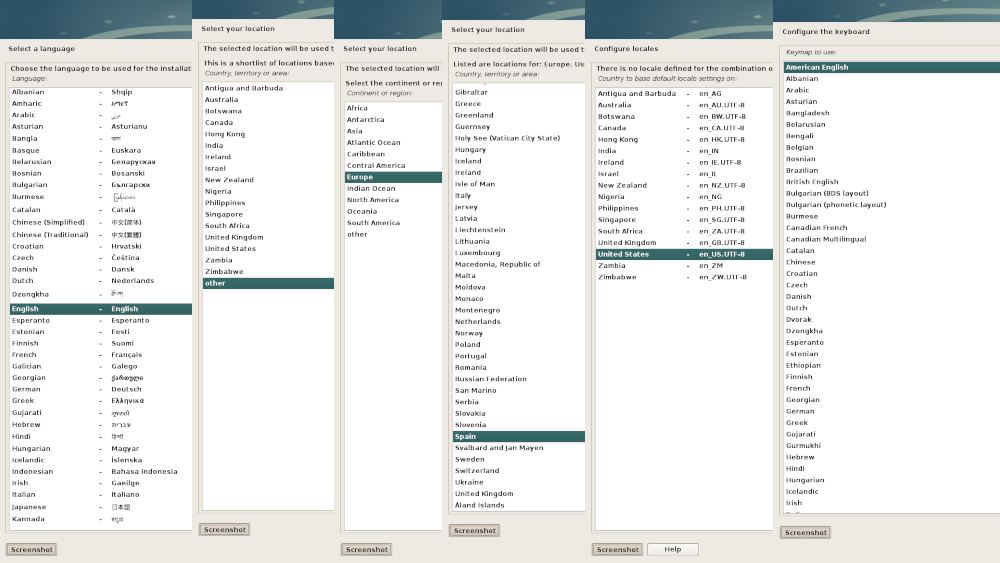 Select a language
Choose the language to be used for the installat
Language:
Albanian - Shqip
Amharic - አማርኛ
Arabic - عربي
Asturian - Asturianu
Bangla - বাংলা
Basque - Euskara
Belarusian - Беларуская
Bosnian - Bosanski
Bulgarian - Български
Burmese - မြန်မာစာ
Catalan - Català
Chinese (Simplified) - 中文(简体)
Chinese (Traditional) - 中文(繁體)
Croatian - Hrvatski
Czech - Čeština
Danish - Dansk
Dutch - Nederlands
Dzongkha - རྫོང་ཁ།
English - English
Esperanto - Esperanto
Estonian - Eesti
Finnish - Suomi
French - Français
Galician - Galego
Georgian - ქართული
German - Deutsch
Greek - Ελληνικά
Gujarati - ગુજરાતી
Hebrew - עברית
Hindi - हिन्दी
Hungarian - Magyar
Icelandic - Íslenska
Indonesian - Bahasa Indonesia
Irish - Gaeilge
Italian - Italiano
Japanese - 日本語
Kannada - ಕನ್ನಡ
Screenshot
Select your location
The selected location will be used t
This is a shortlist of locations base
Country, territory or area:
Antigua and Barbuda
Australia
Botswana
Canada
Hong Kong
India
Ireland
Israel
New Zealand
Nigeria
Philippines
Singapore
South Africa
United Kingdom
United States
Zambia
Zimbabwe
other
Screenshot
Select your location
The selected location will
Select the continent or reg
Continent or region:
Africa
Antarctica
Asia
Atlantic Ocean
Caribbean
Central America
Europe
Indian Ocean
North America
Oceania
South America
other
Screenshot
Select your location
The selected location will be used t
Listed are locations for: Europe. Us
Country, territory or area:
Gibraltar
Greece
Greenland
Guernsey
Holy See (Vatican City State)
Hungary
Iceland
Ireland
Isle of Man
Italy
Jersey
Latvia
Liechtenstein
Lithuania
Luxembourg
Macedonia, Republic of
Malta
Moldova
Monaco
Montenegro
Netherlands
Norway
Poland
Portugal
Romania
Russian Federation
San Marino
Serbia
Slovakia
Slovenia
Spain
Svalbard and Jan Mayen
Sweden
Switzerland
Ukraine
United Kingdom
Åland Islands
Screenshot
Configure locales
There is no locale defined for the combination o
Country to base default locale settings on:
Antigua and Barbuda - en_AG
Australia - en_AU.UTF-8
Botswana - en_BW.UTF-8
Canada - en_CA.UTF-8
Hong Kong - en_HK.UTF-8
India - en_IN
Ireland - en_IE.UTF-8
Israel - en_IL
New Zealand - en_NZ.UTF-8
Nigeria - en_NG
Philippines - en_PH.UTF-8
Singapore - en_SG.UTF-8
South Africa - en_ZA.UTF-8
United Kingdom - en_GB.UTF-8
United States - en_US.UTF-8
Zambia - en_ZM
Zimbabwe - en_ZW.UTF-8
Screenshot
Help
Configure the keyboard
Keymap to use:
American English
Albanian
Arabic
Asturian
Bangladesh
Belarusian
Bengali
Belgian
Bosnian
Brazilian
British English
Bulgarian (BDS layout)
Bulgarian (phonetic layout)
Burmese
Canadian French
Canadian Multilingual
Catalan
Chinese
Croatian
Czech
Danish
Dutch
Dvorak
Dzongkha
Esperanto
Estonian
Ethiopian
Finnish
French
Georgian
German
Greek
Gujarati
Gurmukhi
Hebrew
Hindi
Hungarian
Icelandic
Irish
Screenshot